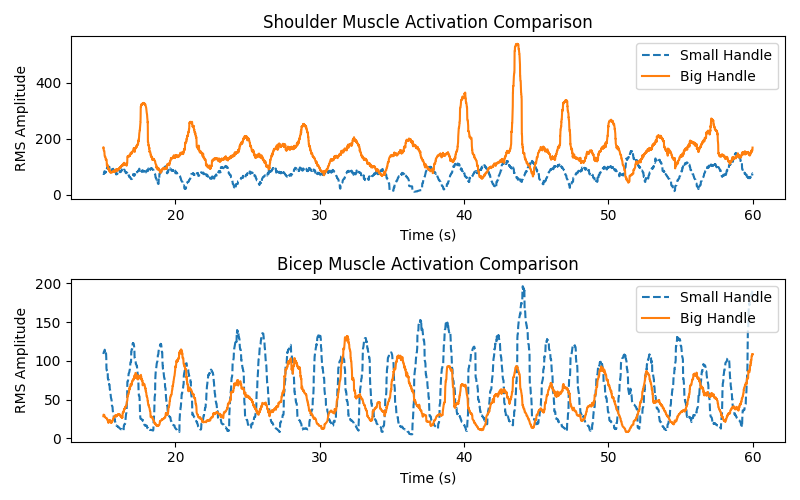 Shoulder Muscle Activation Comparison
RMS Amplitude
400
200
0
Small Handle
Big Handle
20 30 40 50 60
Time (s)
Bicep Muscle Activation Comparison
RMS Amplitude
200
150
100
50
0
Small Handle
Big Handle
20 30 40 50 60
Time (s)